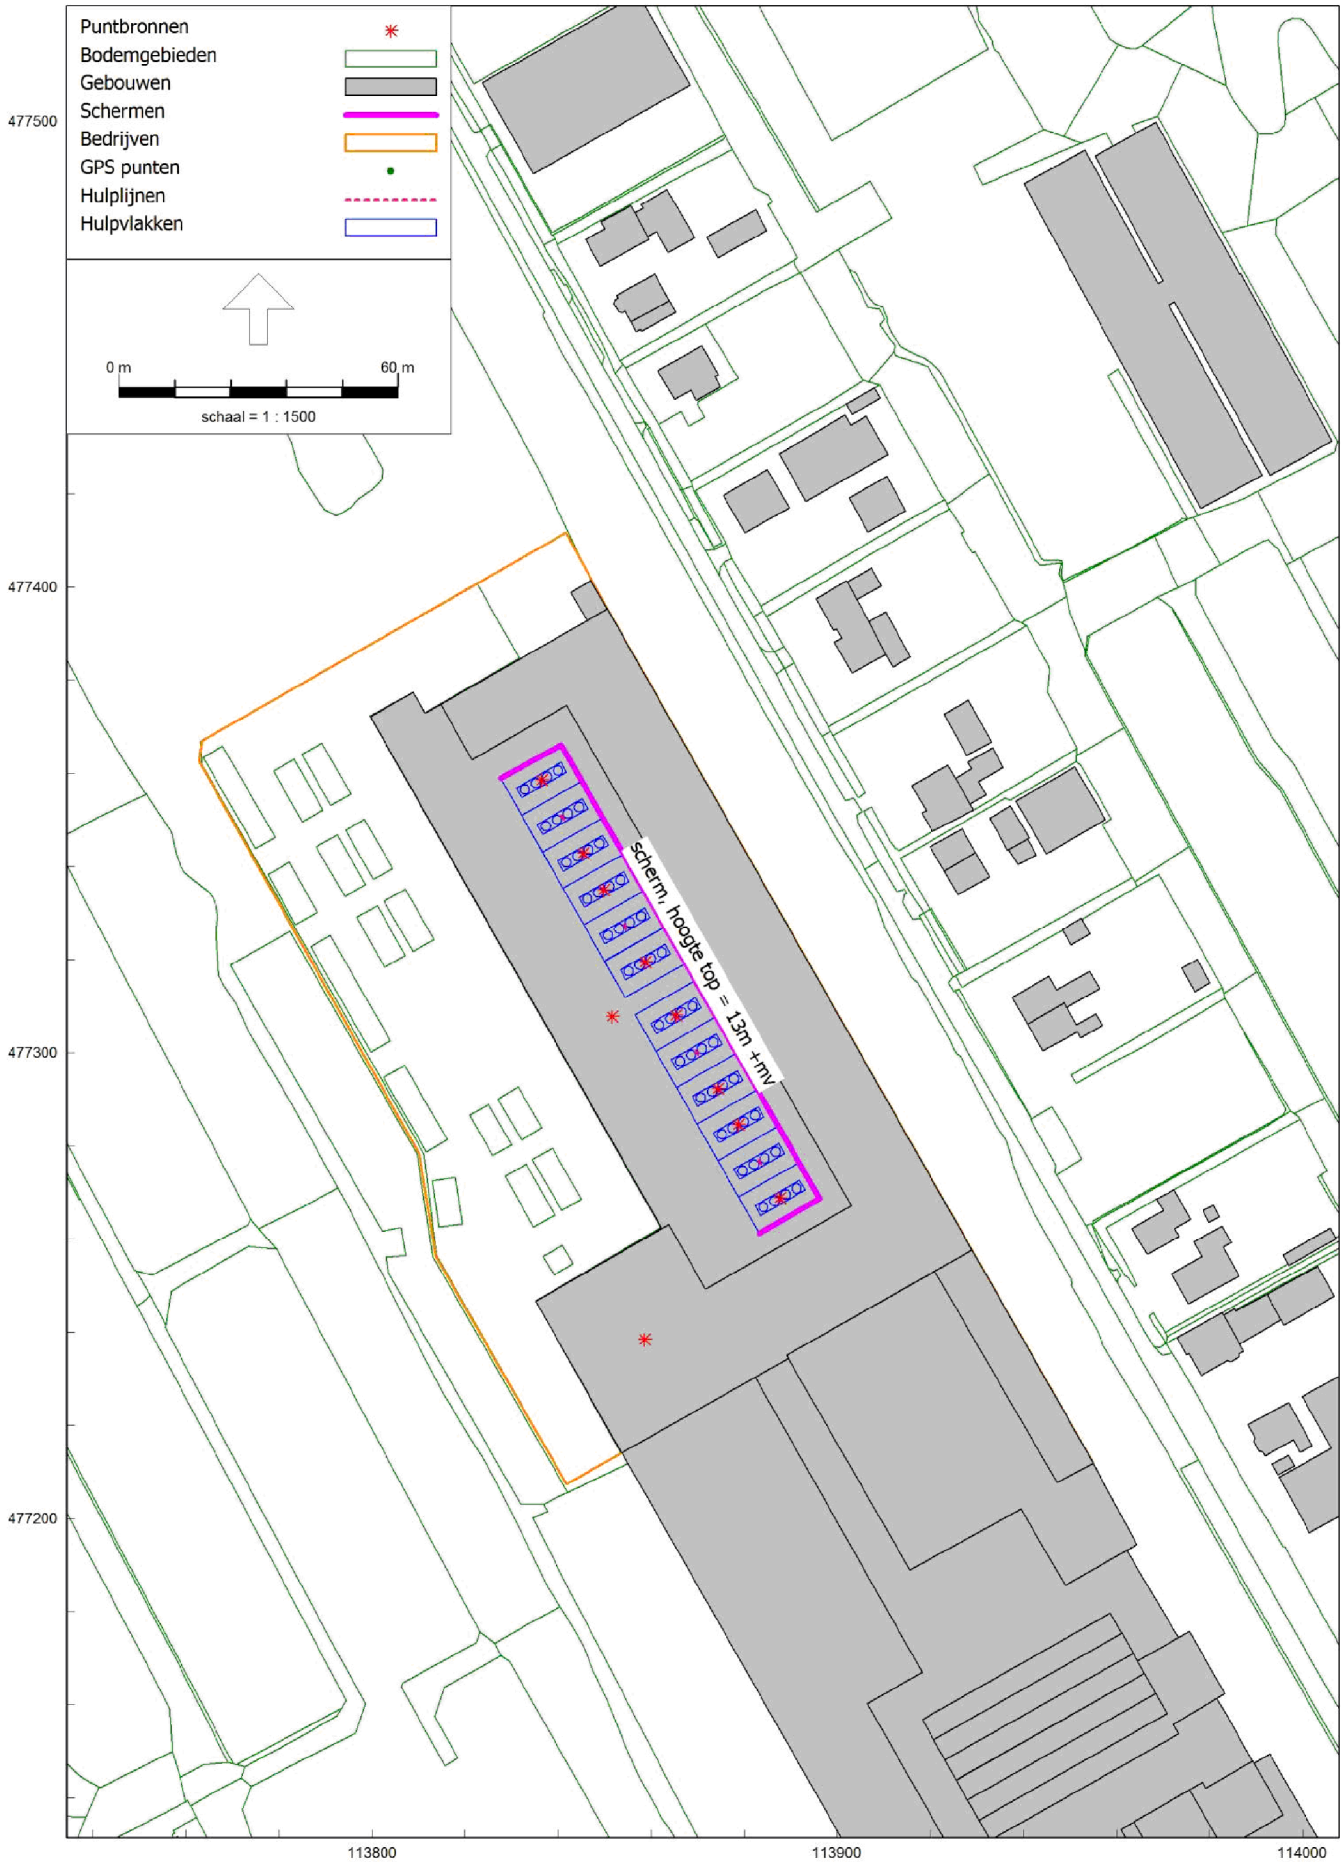 Puntbronnen
Bodemgebieden
Gebouwen
Schermen
Bedrijven
GPS punten
Hulplijnen
Hulpvlakken
0 m 60 m
schaal = 1 : 1500
477500
477400
477300
477200
scherm, hoogte top = 13m +mv
113800 113900 114000